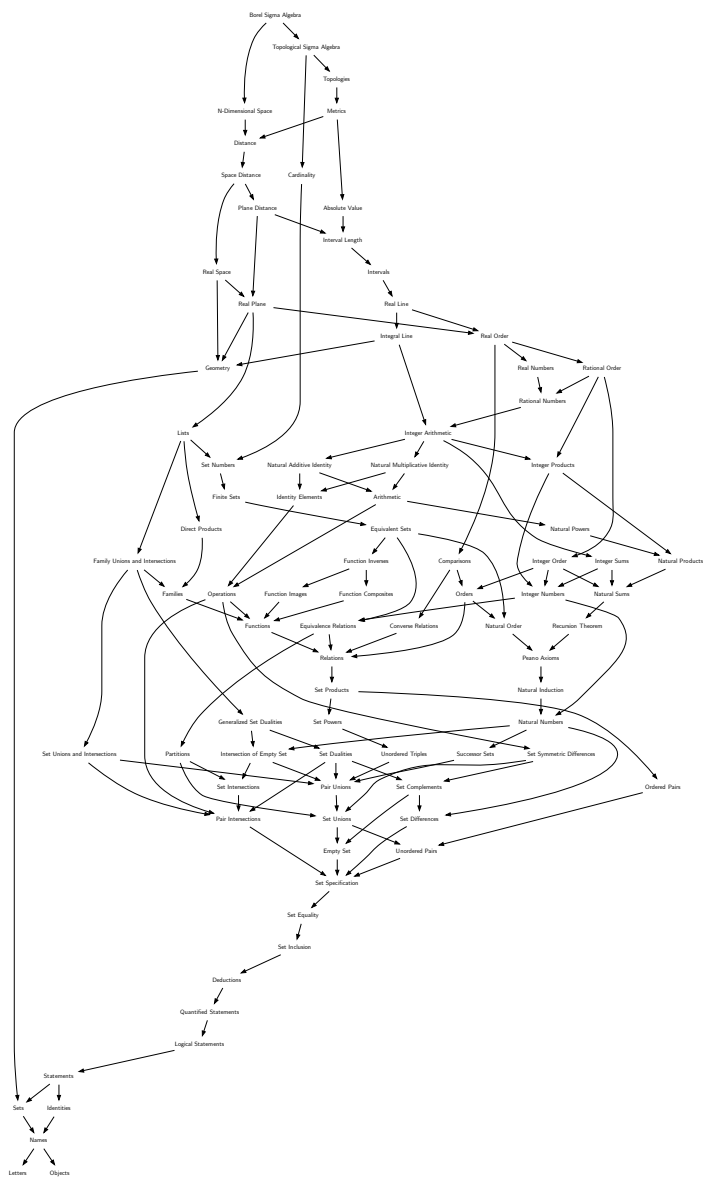 Borel Sigma Algebra
Topological Sigma Algebra
Topologies
N-Dimensional Space
Metrics
Distance
Space Distance
Cardinality
Plane Distance
Absolute Value
Interval Length
Real Space
Intervals
Real Plane
Real Line
Integral Line
Real Order
Geometry
Real Numbers
Rational Order
Rational Numbers
Lists
Integer Arithmetic
Set Numbers
Natural Additive Identity
Natural Multiplicative Identity
Integer Products
Finite Sets
Identity Elements
Arithmetic
Direct Products
Equivalent Sets
Natural Powers
Family Unions and Intersections
Function Inverses
Comparisons
Integer Order
Integer Sums
Natural Products
Families
Operations
Function Images
Function Composites
Orders
Integer Numbers
Natural Sums
Functions
Equivalence Relations
Converse Relations
Natural Order
Recursion Theorem
Relations
Peano Axioms
Set Products
Natural Induction
Generalized Set Dualities
Set Powers
Natural Numbers
Set Unions and Intersections
Partitions
Intersection of Empty Set
Set Dualities
Unordered Triples
Successor Sets
Set Symmetric Differences
Set Intersections
Pair Unions
Set Complements
Ordered Pairs
Pair Intersections
Set Unions
Set Differences
Empty Set
Unordered Pairs
Set Specification
Set Equality
Set Inclusion
Deductions
Quantified Statements
Logical Statements
Statements
Sets
Identities
Names
Letters
Objects